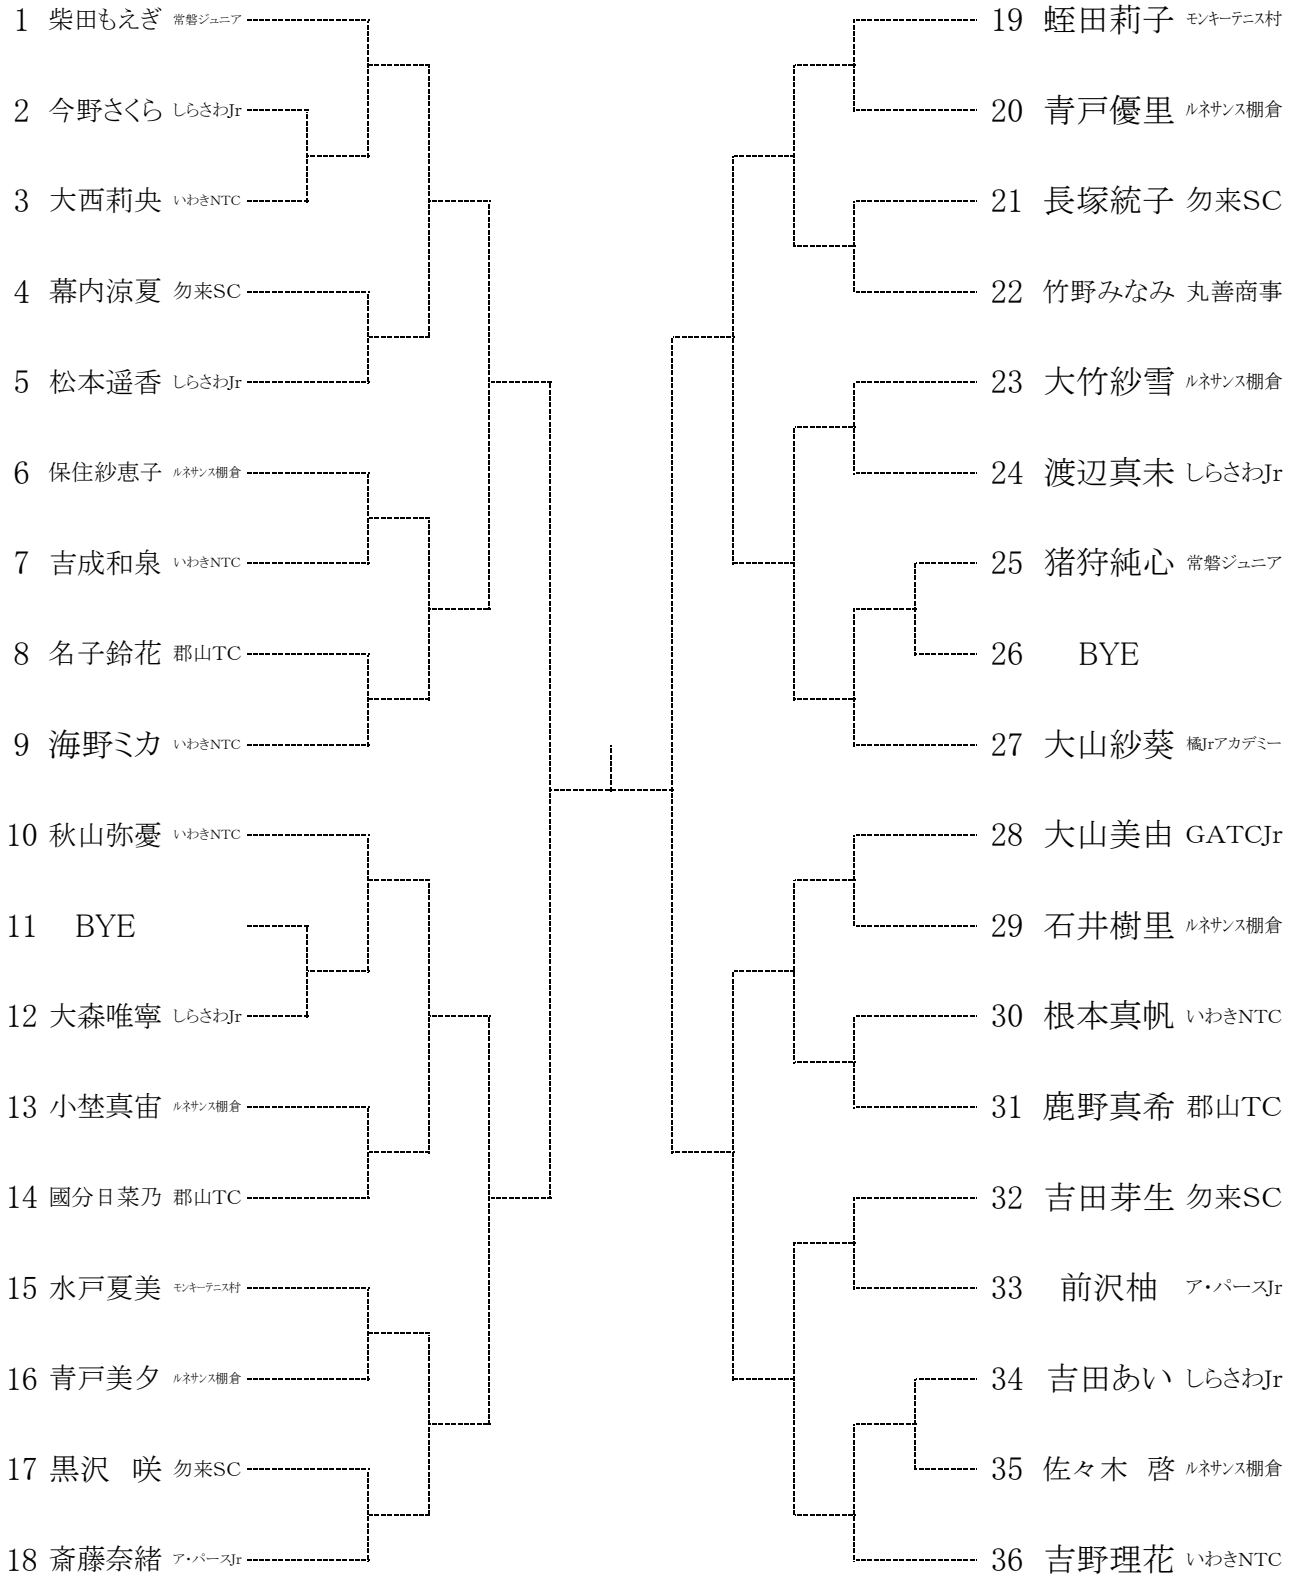 1 柴田もえぎ 常磐ジュニア
2 今野さくら しらさわJr
3 大西莉央 いわきNTC
4 幕内涼夏 勿来SC
5 松本遥香 しらさわJr
6 保住紗恵子 ルネサンス棚倉
7 吉成和泉 いわきNTC
8 名子鈴花 郡山TC
9 海野ミカ いわきNTC
10 秋山弥憂 いわきNTC
11 BYE
12 大森唯寧 しらさわJr
13 小埜真宙 ルネサンス棚倉
14 國分日菜乃 郡山TC
15 水戸夏美 モンキーテニス村
16 青戸美夕 ルネサンス棚倉
17 黒沢 咲 勿来SC
18 斎藤奈緒 ア・パースJr
19 蛭田莉子 モンキーテニス村
20 青戸優里 ルネサンス棚倉
21 長塚統子 勿来SC
22 竹野みなみ 丸善商事
23 大竹紗雪 ルネサンス棚倉
24 渡辺真未 しらさわJr
25 猪狩純心 常磐ジュニア
26 BYE
27 大山紗葵 橘Jrアカデミー
28 大山美由 GATCJr
29 石井樹里 ルネサンス棚倉
30 根本真帆 いわきNTC
31 鹿野真希 郡山TC
32 吉田芽生 勿来SC
33 前沢柚 ア・パースJr
34 吉田あい しらさわJr
35 佐々木 啓 ルネサンス棚倉
36 吉野理花 いわきNTC